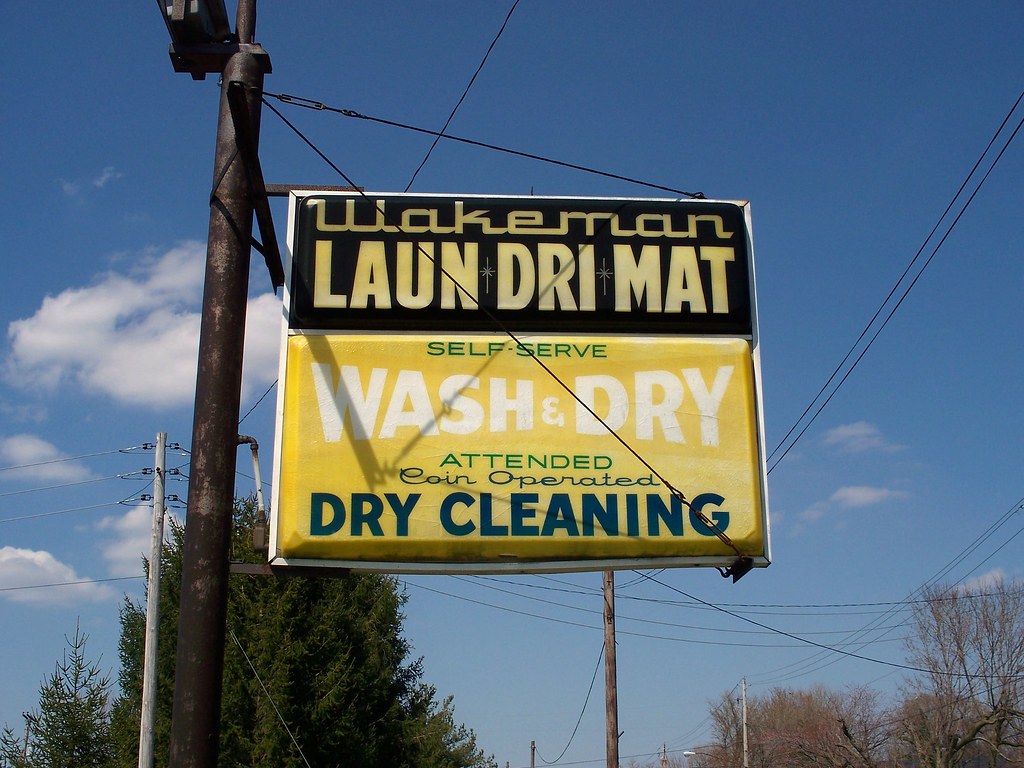 Wakeman
LAUN DRI MAT
SELF-SERVE
WASH & DRY
ATTENDED
Coin Operated
DRY CLEANING